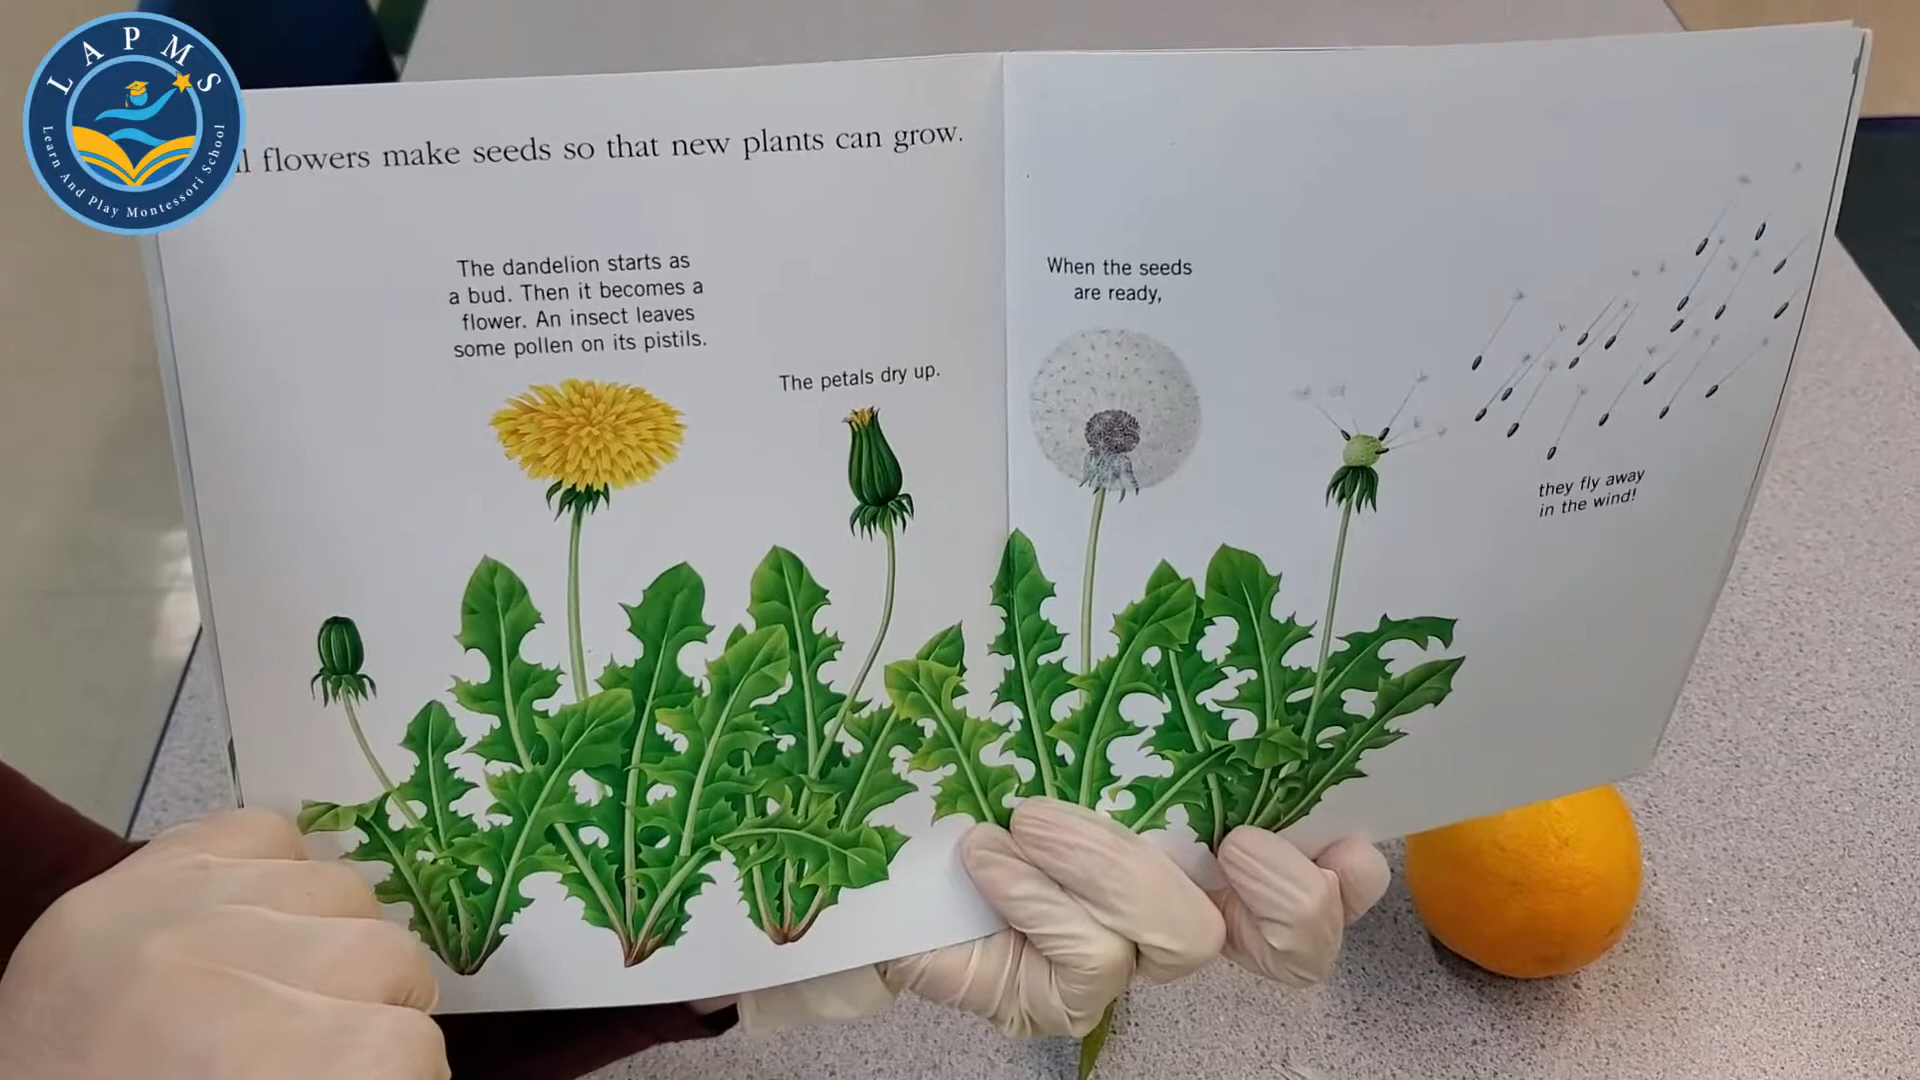 LAPMS
Learn And Play Montessori School
flowers make seeds so that new plants can grow.
The dandelion starts as
a bud. Then it becomes a
flower. An insect leaves
some pollen on its pistils.
The petals dry up.
When the seeds
are ready,
they fly away
in the wind!